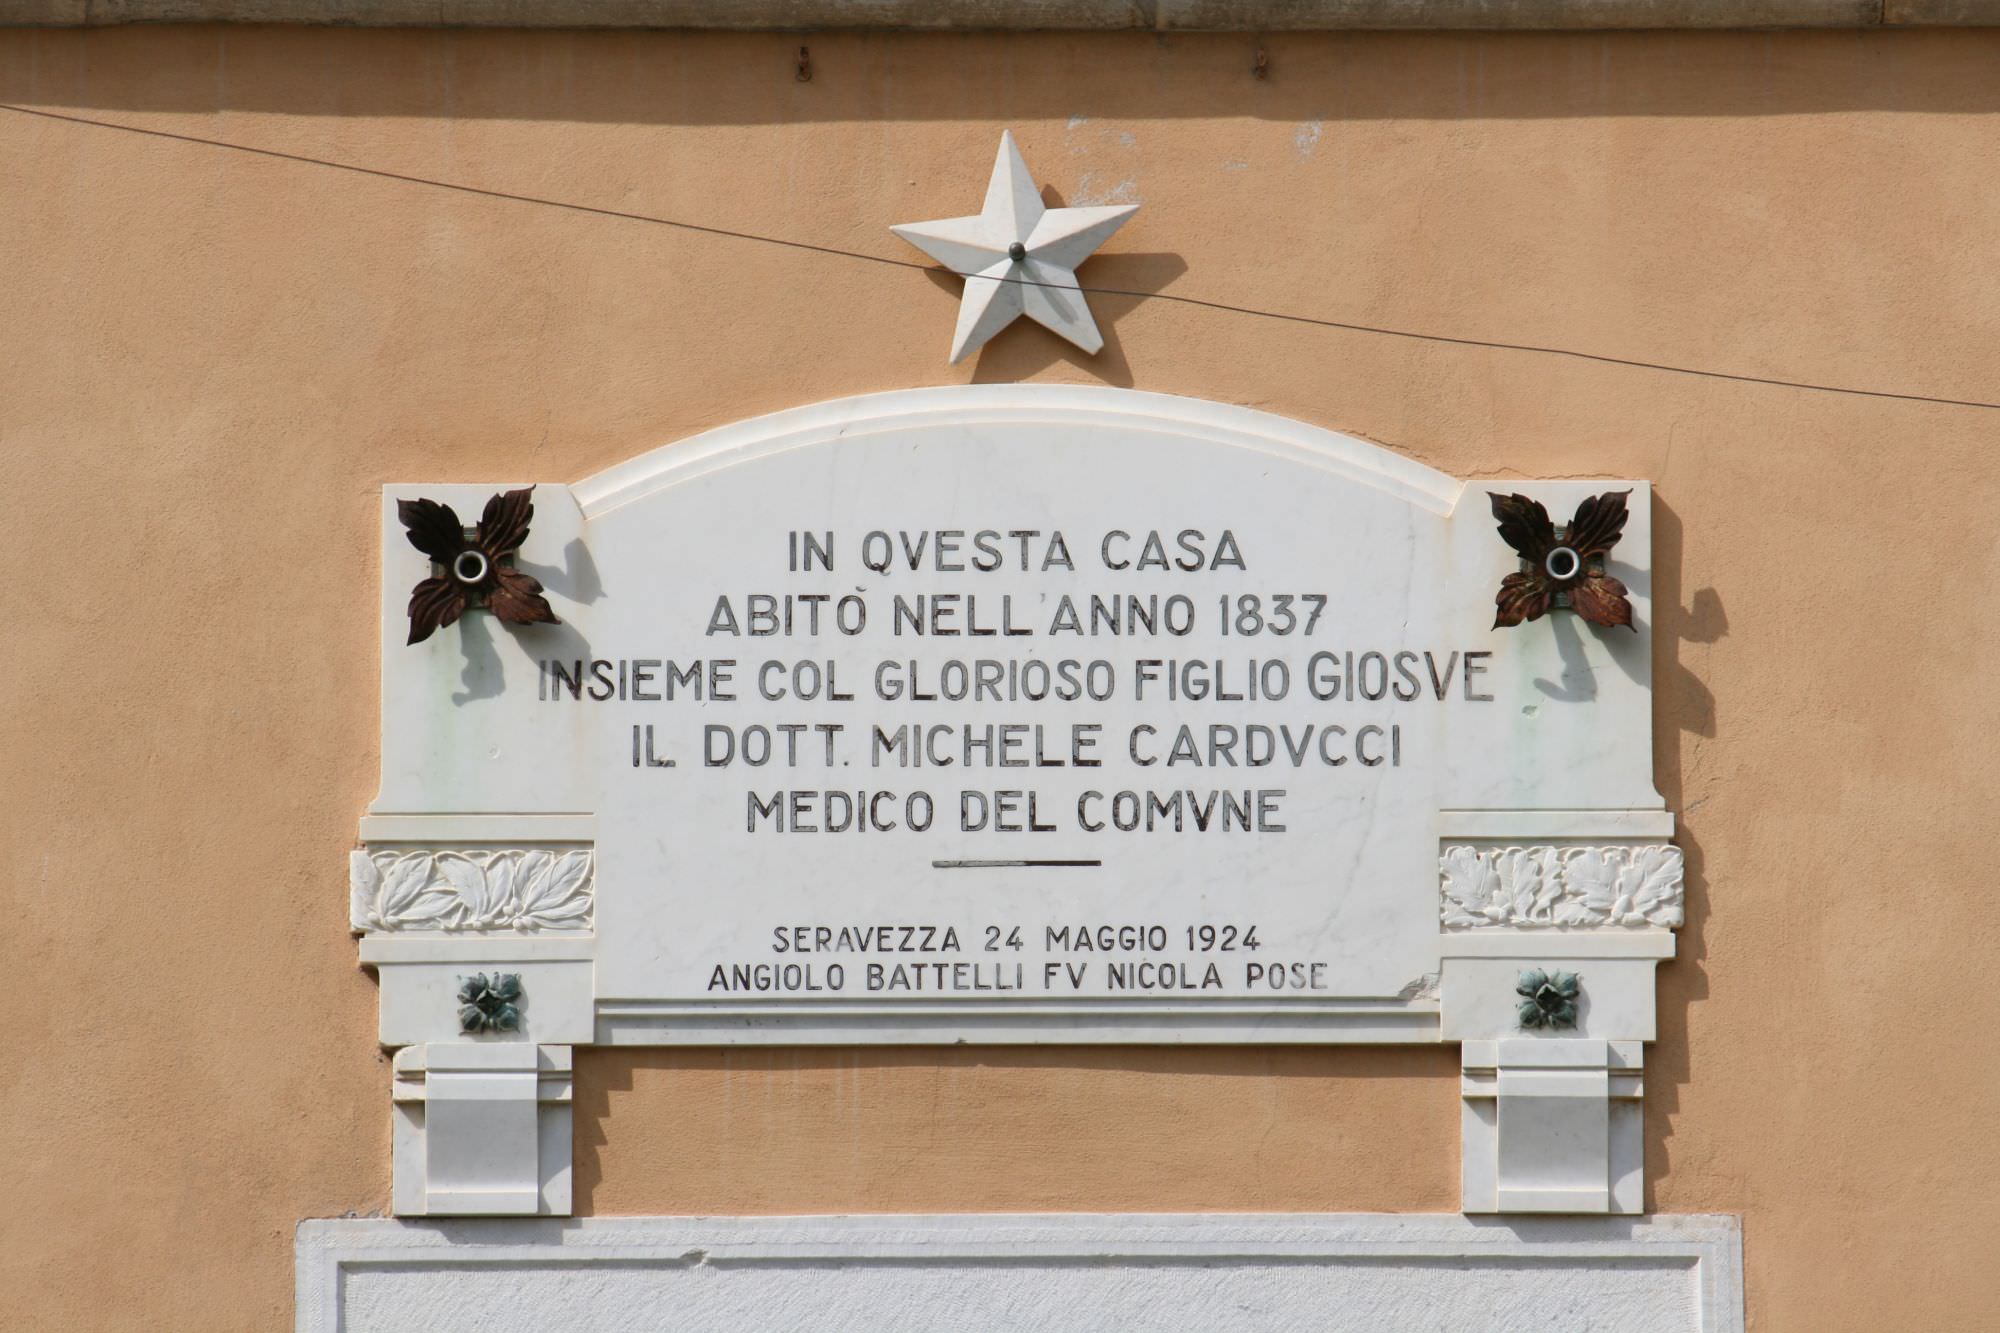 IN QVESTA CASA
ABITÒ NELL'ANNO 1837
INSIEME COL GLORIOSO FIGLIO GIOSVE
IL DOTT. MICHELE CARDVCCI
MEDICO DEL COMVNE
SERAVEZZA 24 MAGGIO 1924
ANGIOLO BATTELLI FV NICOLA POSE